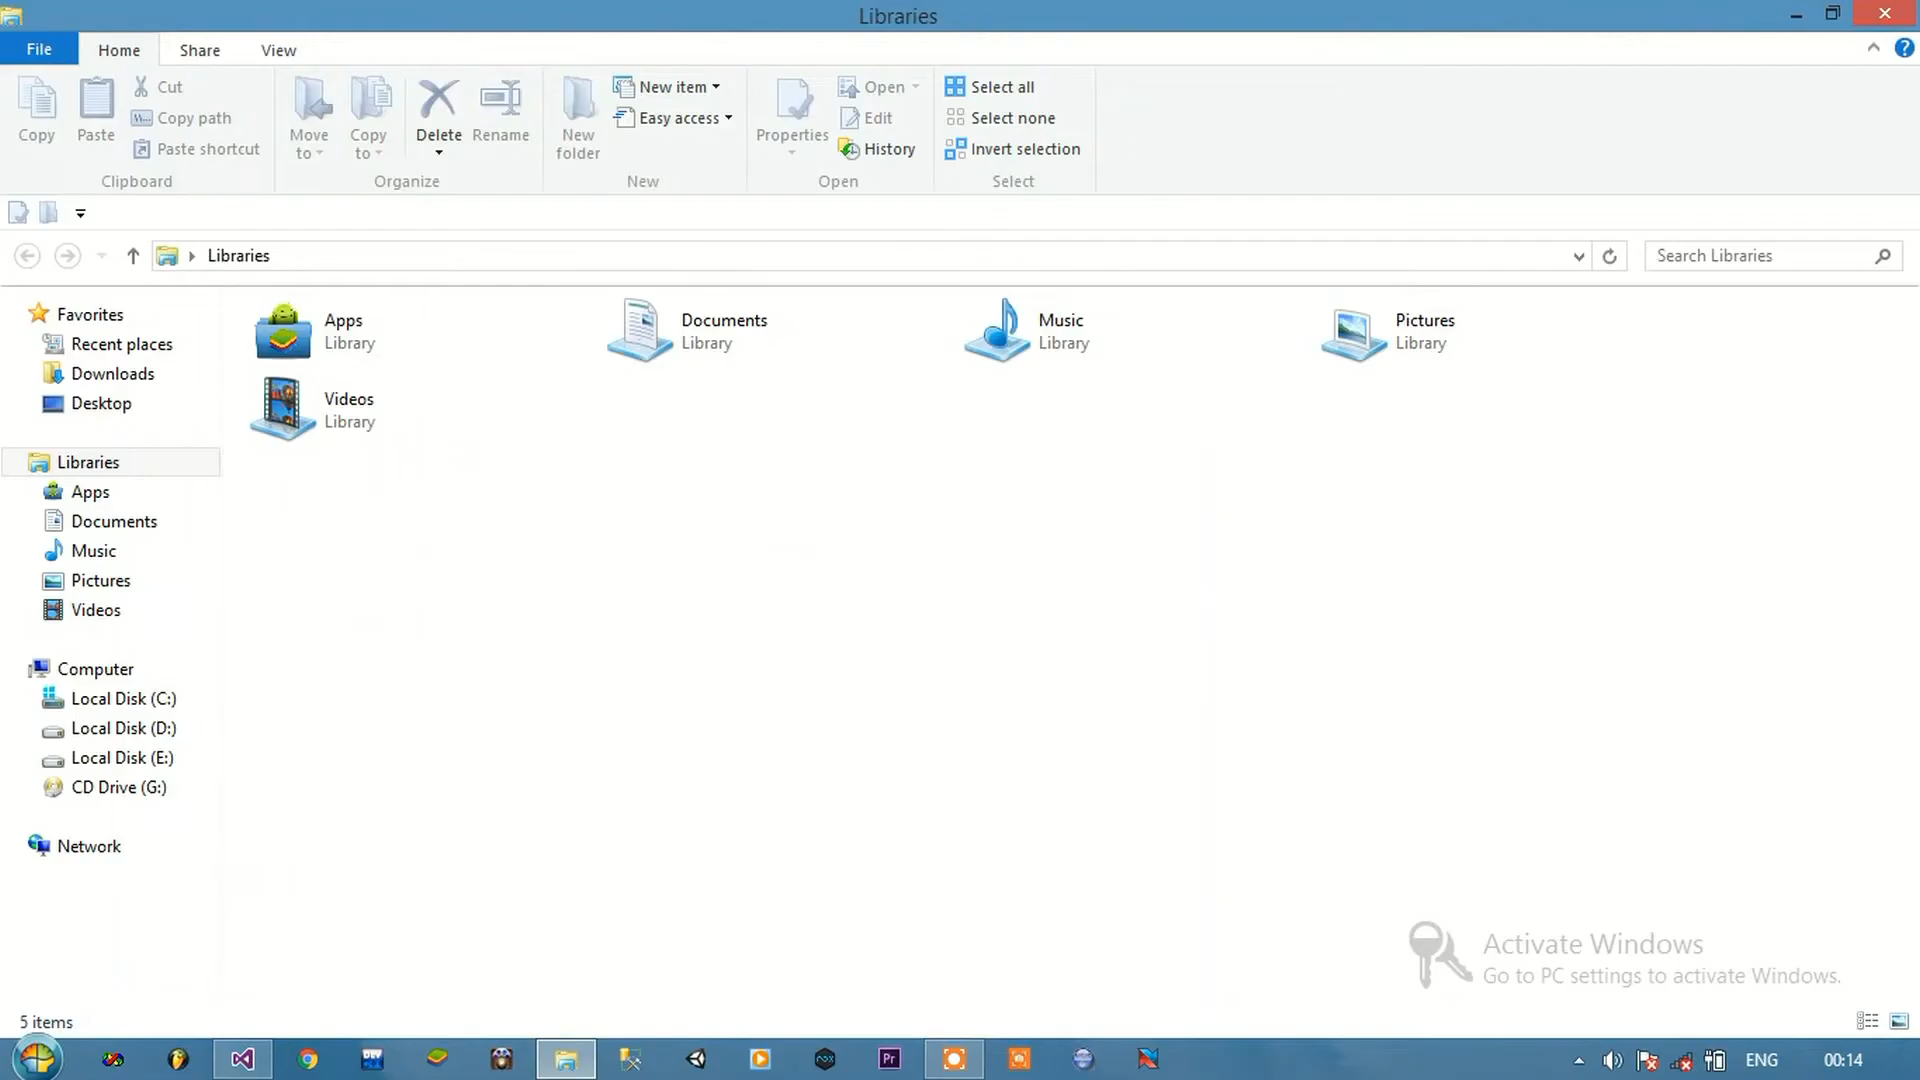 Libraries
File Home Share View
Copy
Paste
Cut
Copy path
Paste shortcut
Clipboard
Move to
Copy to
Delete
Rename
Organize
New folder
New item
Easy access
New
Properties
Open
Edit
History
Open
Select all
Select none
Invert selection
Select
Libraries
Search Libraries
Favorites
Recent places
Downloads
Desktop
Libraries
Apps
Documents
Music
Pictures
Videos
Computer
Local Disk (C:)
Local Disk (D:)
Local Disk (E:)
CD Drive (G:)
Network
Apps
Library
Documents
Library
Music
Library
Pictures
Library
Videos
Library
Activate Windows
Go to PC settings to activate Windows.
5 items
DEV
nox
Pr
ENG
00:14